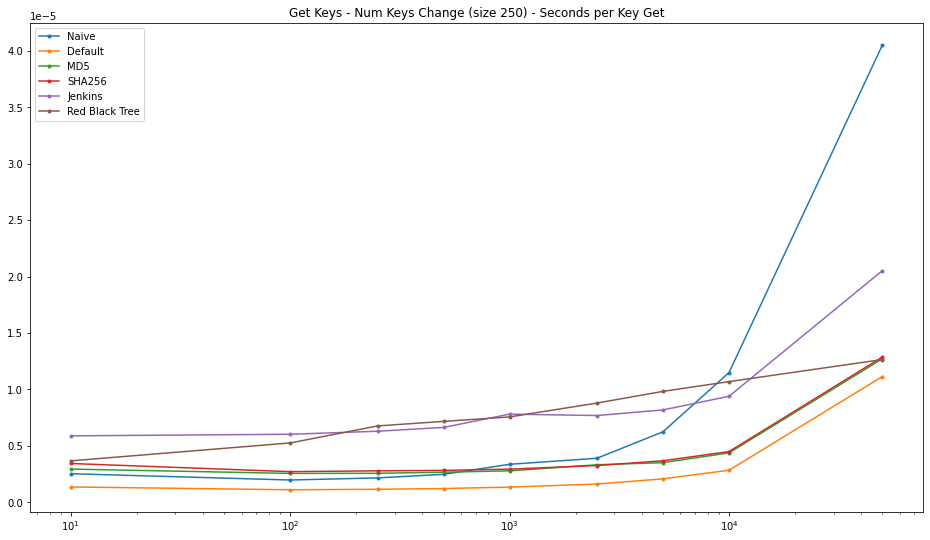 Get Keys - Num Keys Change (size 250) - Seconds per Key Get
1e−5
Naive
Default
MD5
SHA256
Jenkins
Red Black Tree
4.0
3.5
3.0
2.5
2.0
1.5
1.0
0.5
0.0
10¹ 10² 10³ 10⁴